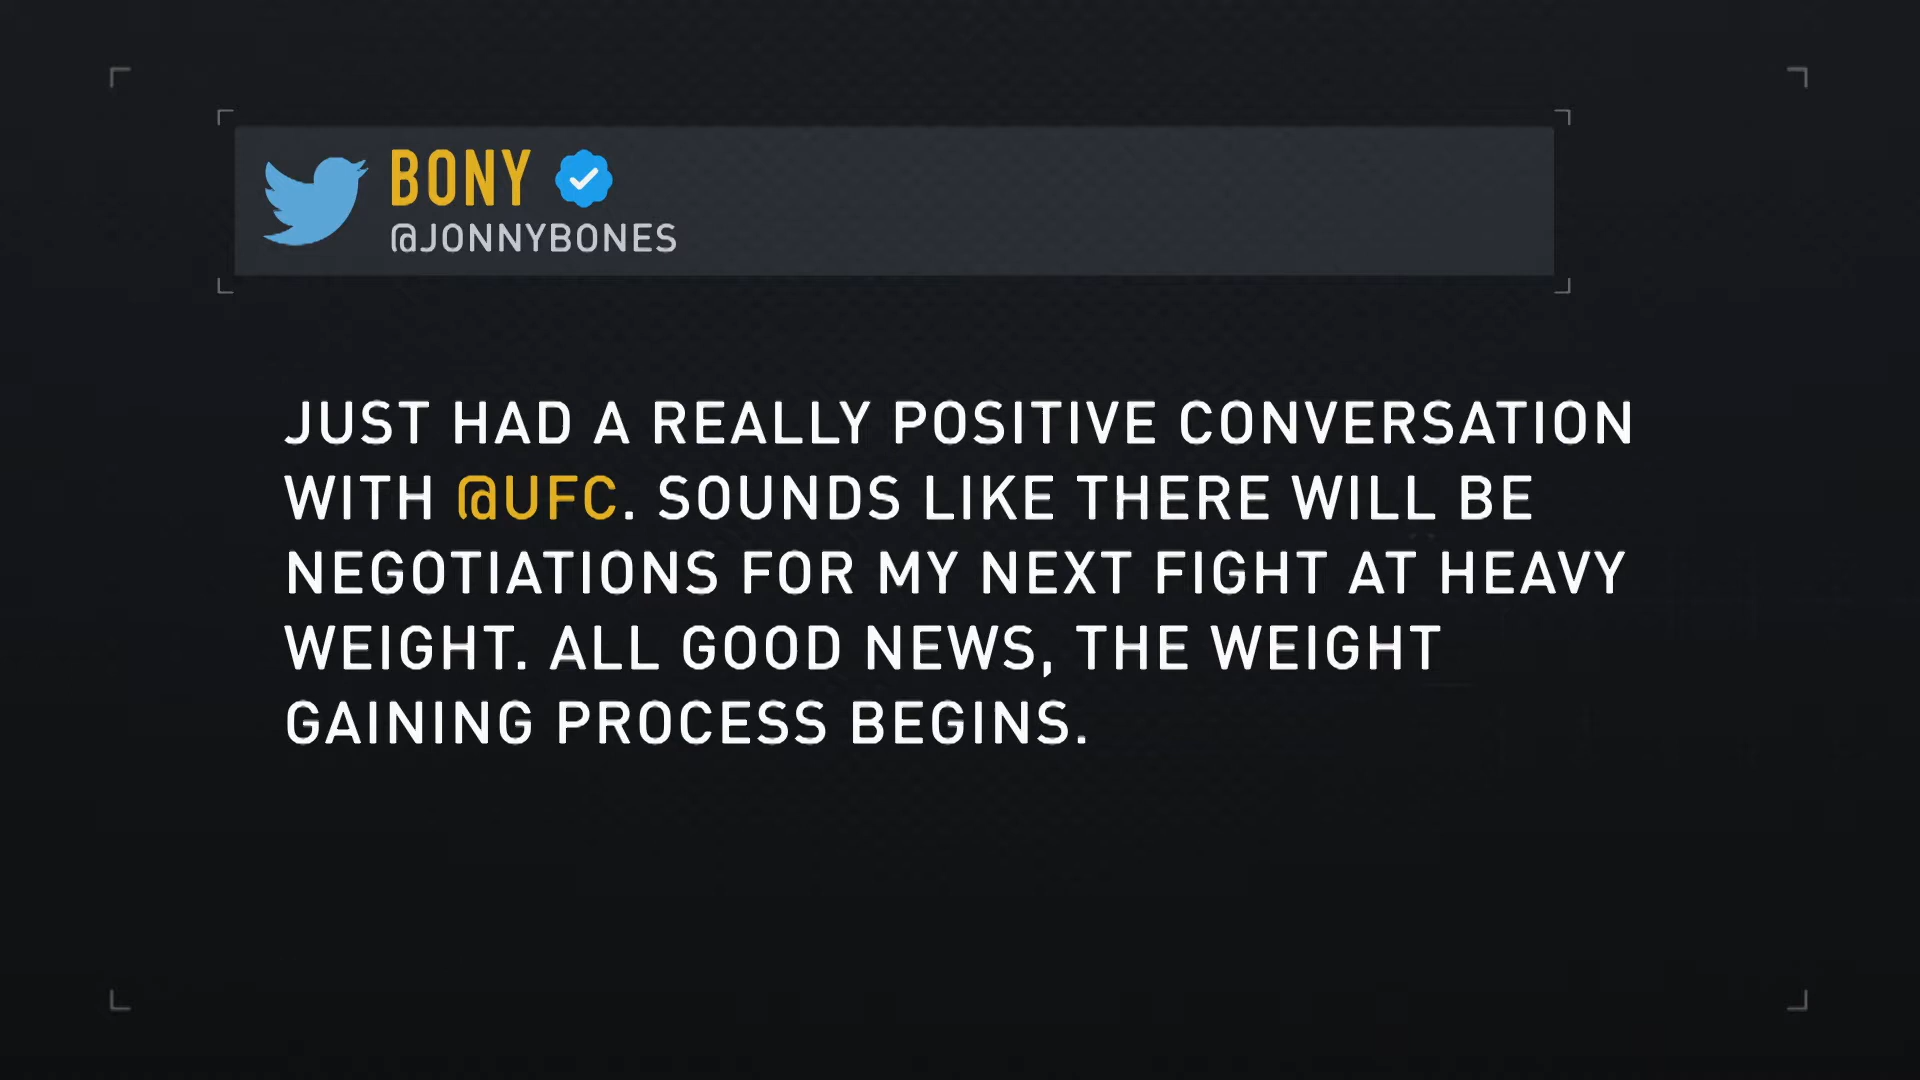 BONY
@JONNYBONES
JUST HAD A REALLY POSITIVE CONVERSATION
WITH @UFC. SOUNDS LIKE THERE WILL BE
NEGOTIATIONS FOR MY NEXT FIGHT AT HEAVY
WEIGHT. ALL GOOD NEWS, THE WEIGHT
GAINING PROCESS BEGINS.